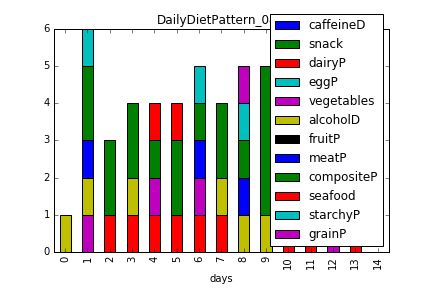 DailyDietPattern_0
6
5
4
3
2
1
0
caffeineD
snack
dairyP
eggP
vegetables
alcoholD
fruitP
meatP
compositeP
seafood
starchyP
grainP
0 1 2 3 4 5 6 7 8 9 10 11 12 13 14
days